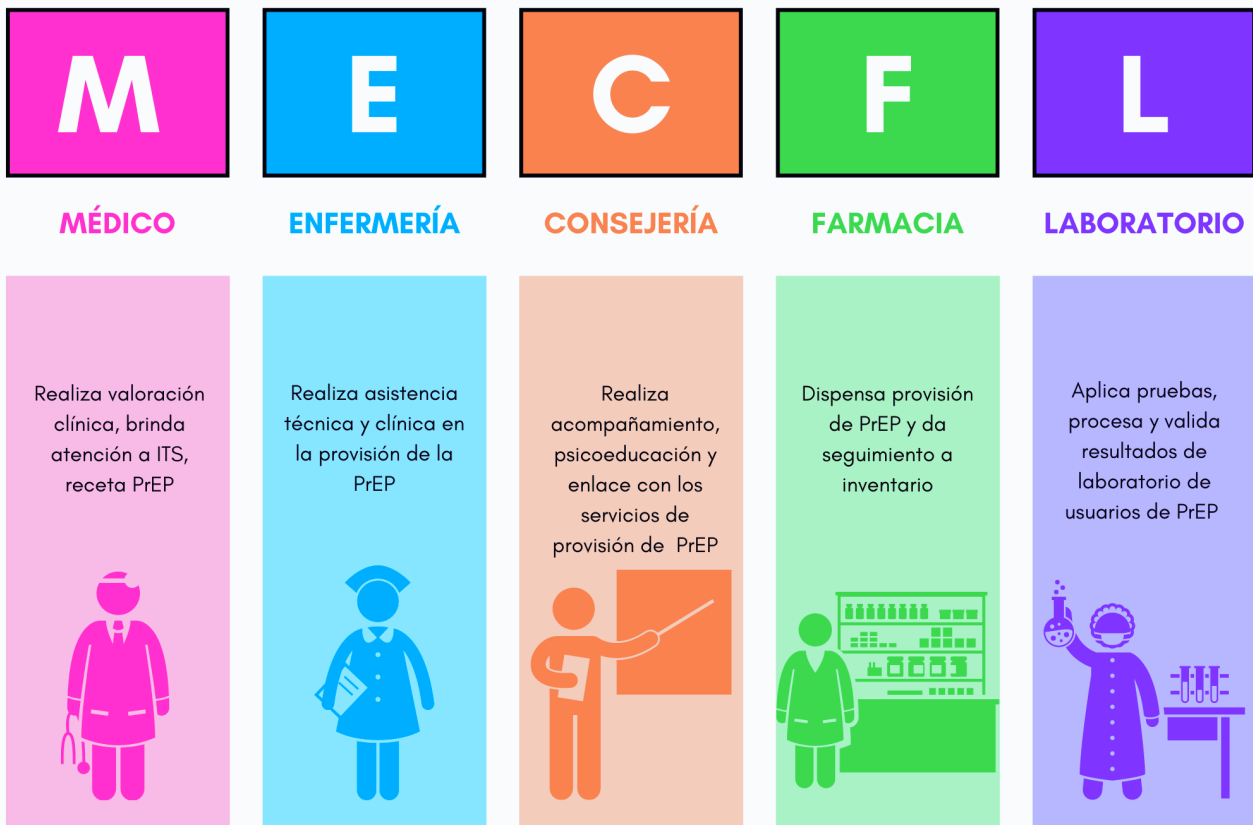 M
E
C
F
L
MÉDICO
ENFERMERÍA
CONSEJERÍA
FARMACIA
LABORATORIO
Realiza valoración
clínica, brinda
atención a ITS,
receta PrEP
Realiza asistencia
técnica y clínica en
la provisión de la
PrEP
Realiza
acompañamiento,
psicoeducación y
enlace con los
servicios de
provisión de  PrEP
Dispensa provisión
de PrEP y da
seguimiento a
inventario
Aplica pruebas,
procesa y valida
resultados de
laboratorio de
usuarios de PrEP